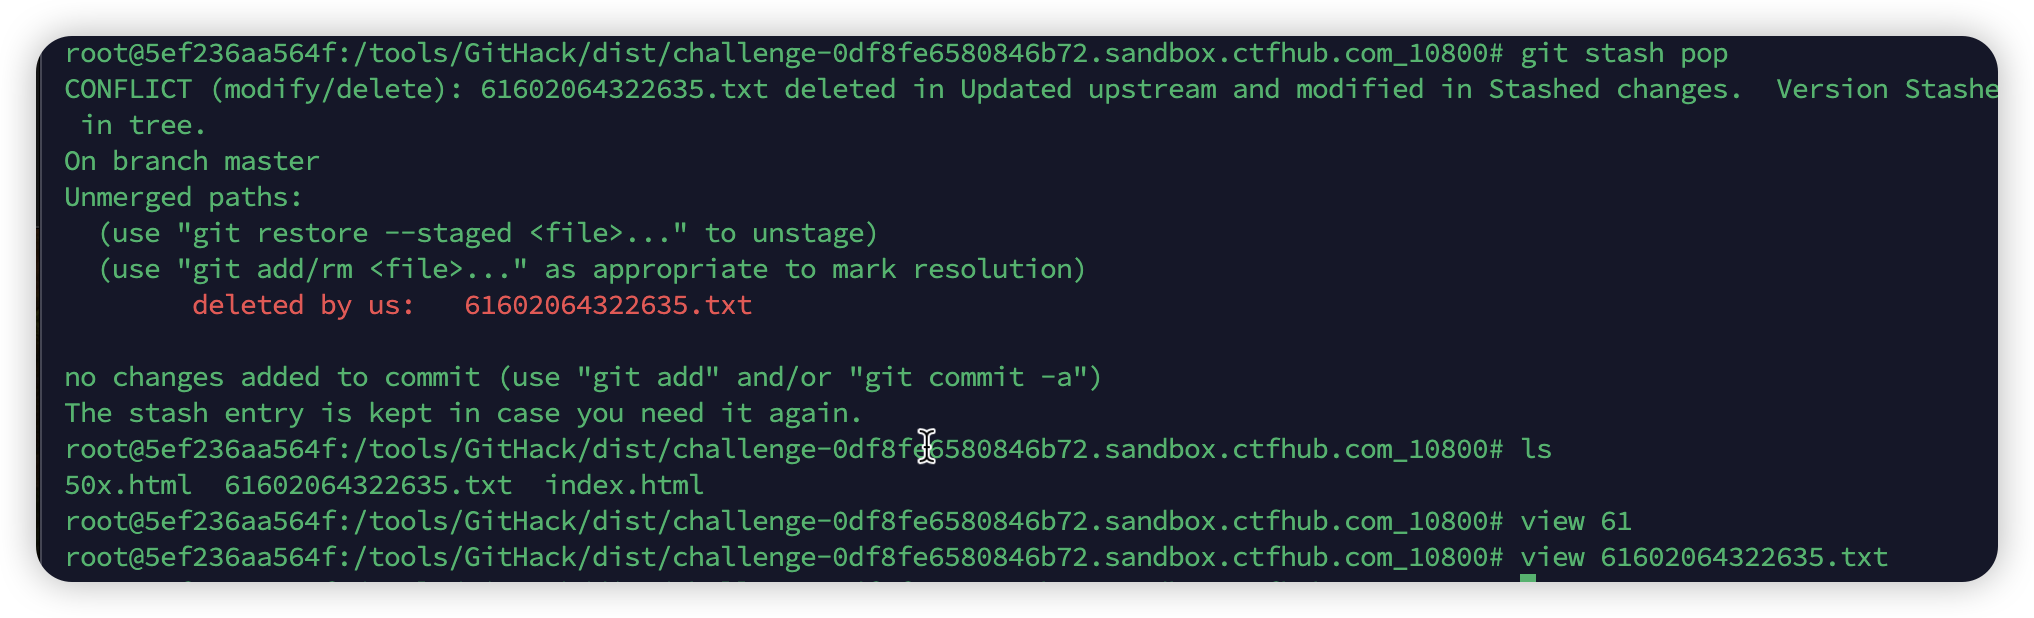 root@5ef236aa564f:/tools/GitHack/dist/challenge-0df8fe6580846b72.sandbox.ctfhub.com_10800# git stash pop
CONFLICT (modify/delete): 61602064322635.txt deleted in Updated upstream and modified in Stashed changes.  Version Stashe
 in tree.
On branch master
Unmerged paths:
  (use "git restore --staged <file>..." to unstage)
  (use "git add/rm <file>..." as appropriate to mark resolution)
        deleted by us:   61602064322635.txt
no changes added to commit (use "git add" and/or "git commit -a")
The stash entry is kept in case you need it again.
root@5ef236aa564f:/tools/GitHack/dist/challenge-0df8fe6580846b72.sandbox.ctfhub.com_10800# ls
50x.html  61602064322635.txt  index.html
root@5ef236aa564f:/tools/GitHack/dist/challenge-0df8fe6580846b72.sandbox.ctfhub.com_10800# view 61
root@5ef236aa564f:/tools/GitHack/dist/challenge-0df8fe6580846b72.sandbox.ctfhub.com_10800# view 61602064322635.txt